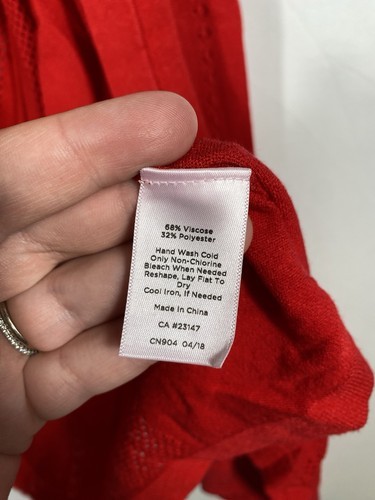 68% Viscose
32% Polyester
Hand Wash Cold
Only Non-Chlorine
Bleach When Needed
Reshape, Lay Flat To
Dry
Cool Iron, If Needed
Made in China
CA #23147
CN904 04/18